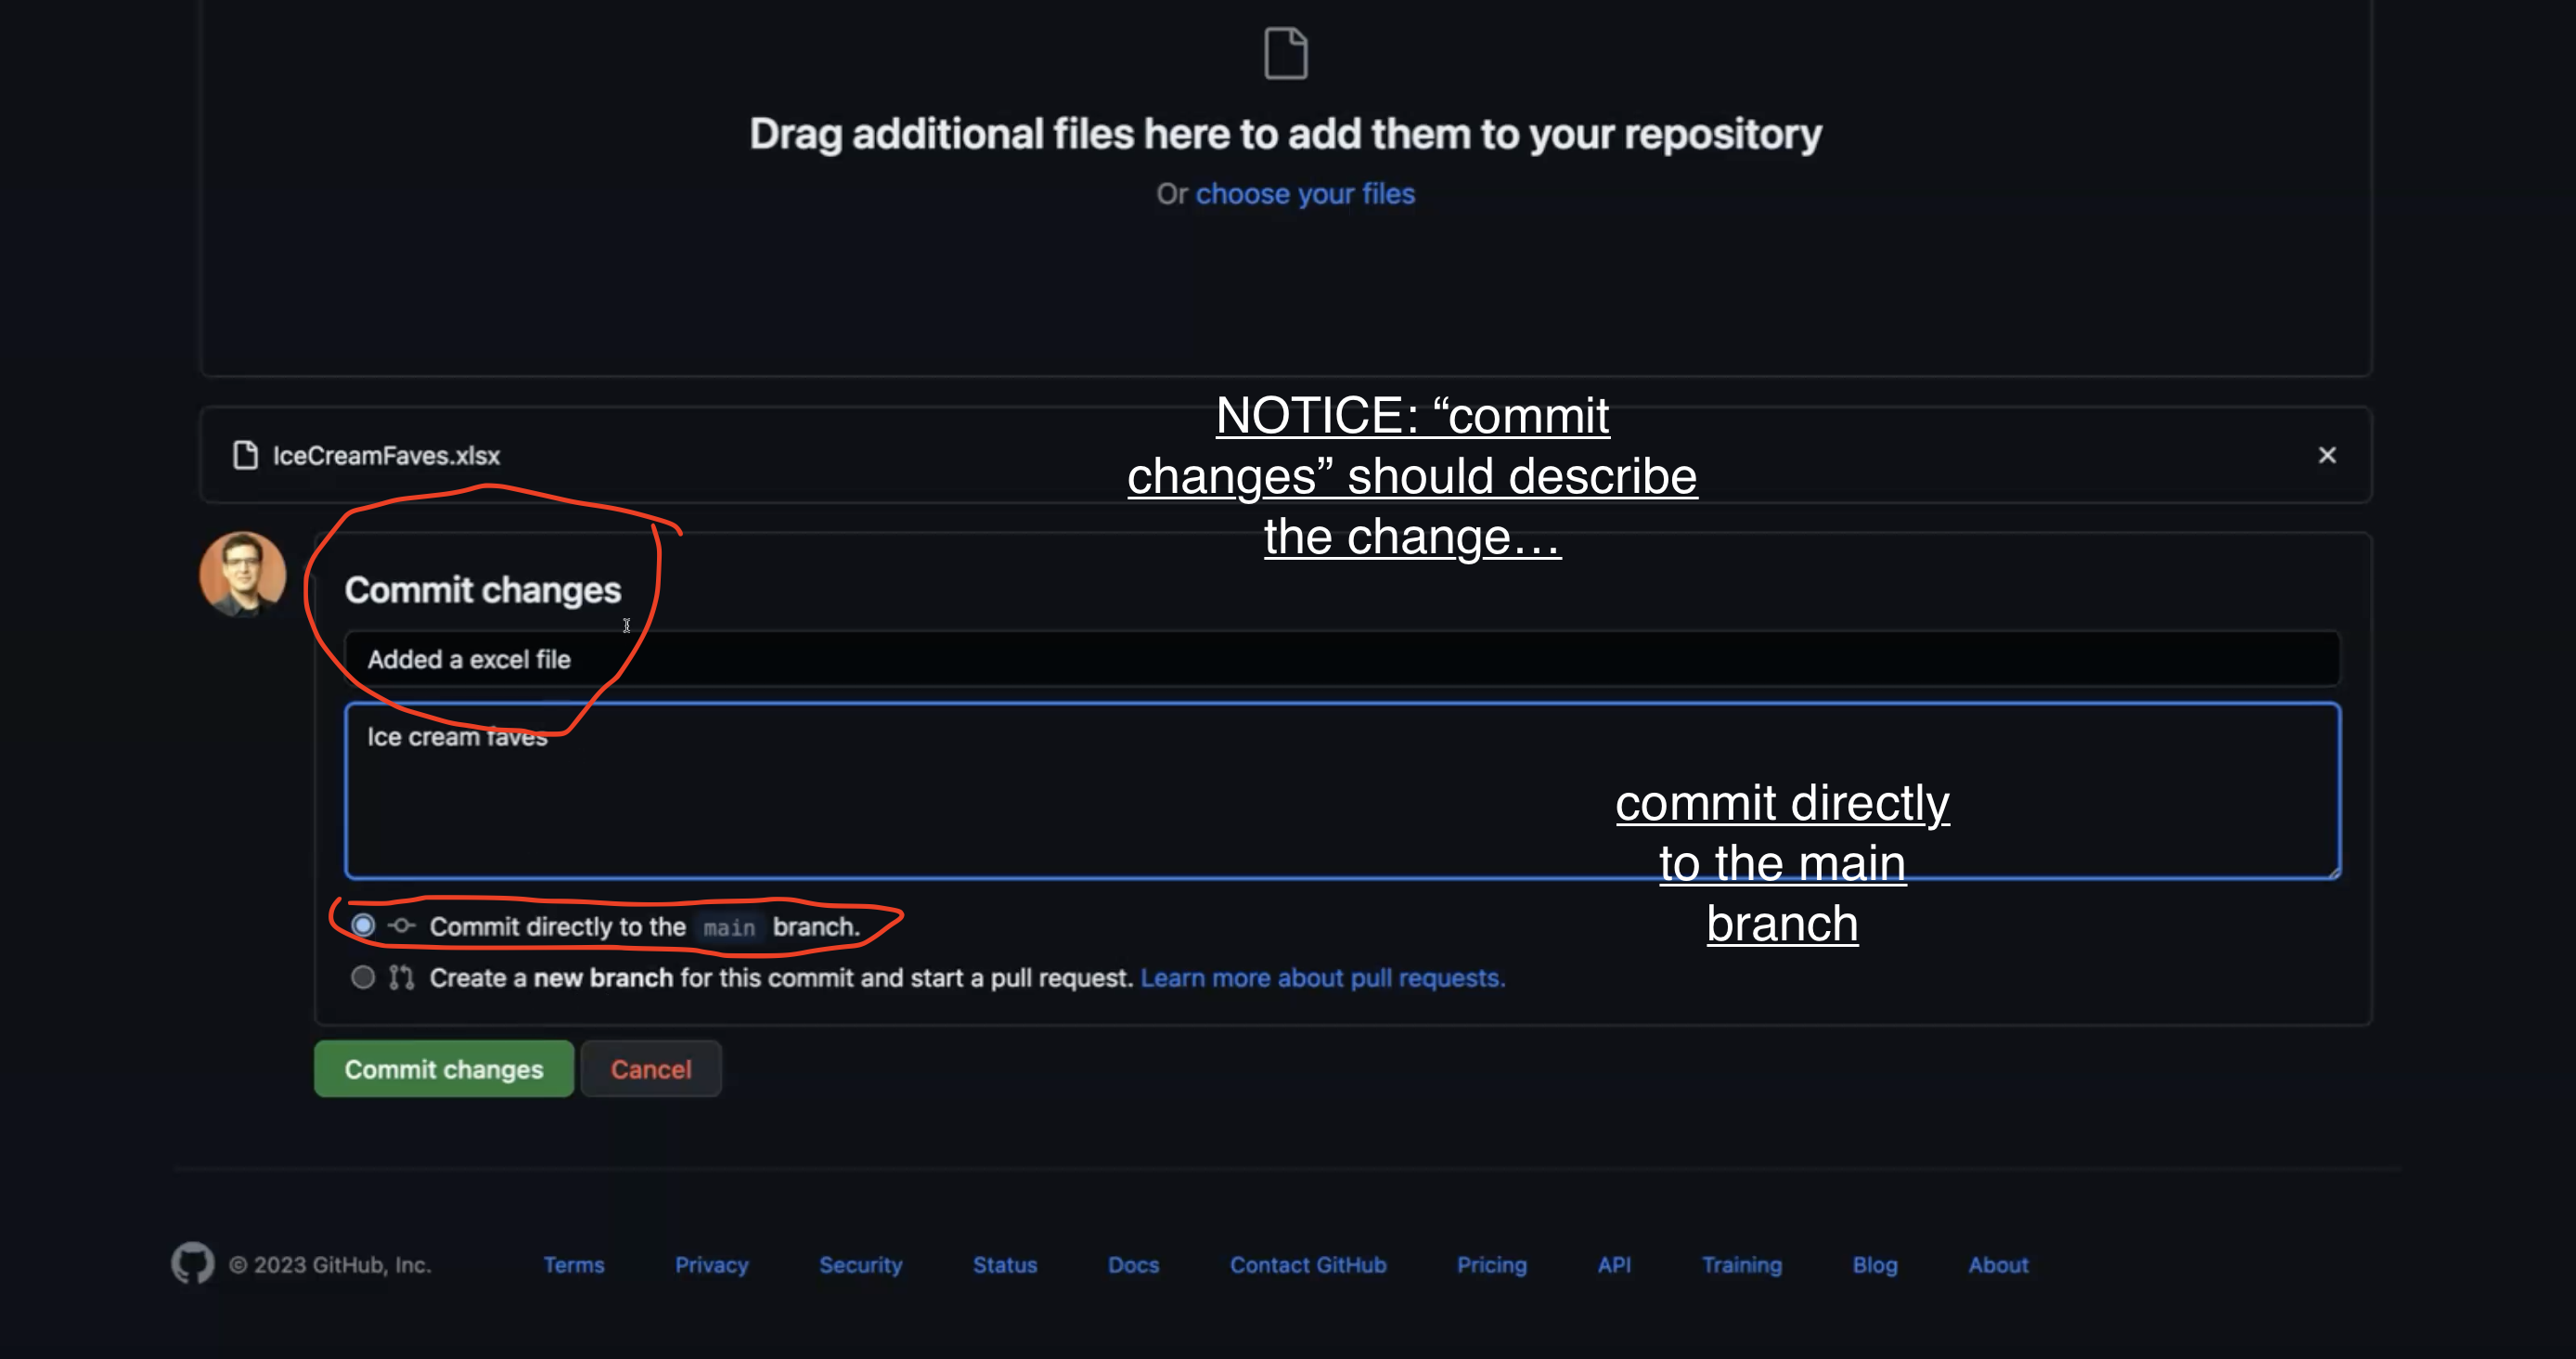 Drag additional files here to add them to your repository
Or choose your files
NOTICE: “commit
changes” should describe
the change...
IceCreamFaves.xlsx
Commit changes
Added a excel file
Ice cream faves
commit directly
to the main
branch
Commit directly to the main branch.
Create a new branch for this commit and start a pull request. Learn more about pull requests.
Commit changes Cancel
© 2023 GitHub, Inc. Terms Privacy Security Status Docs Contact GitHub Pricing API Training Blog About